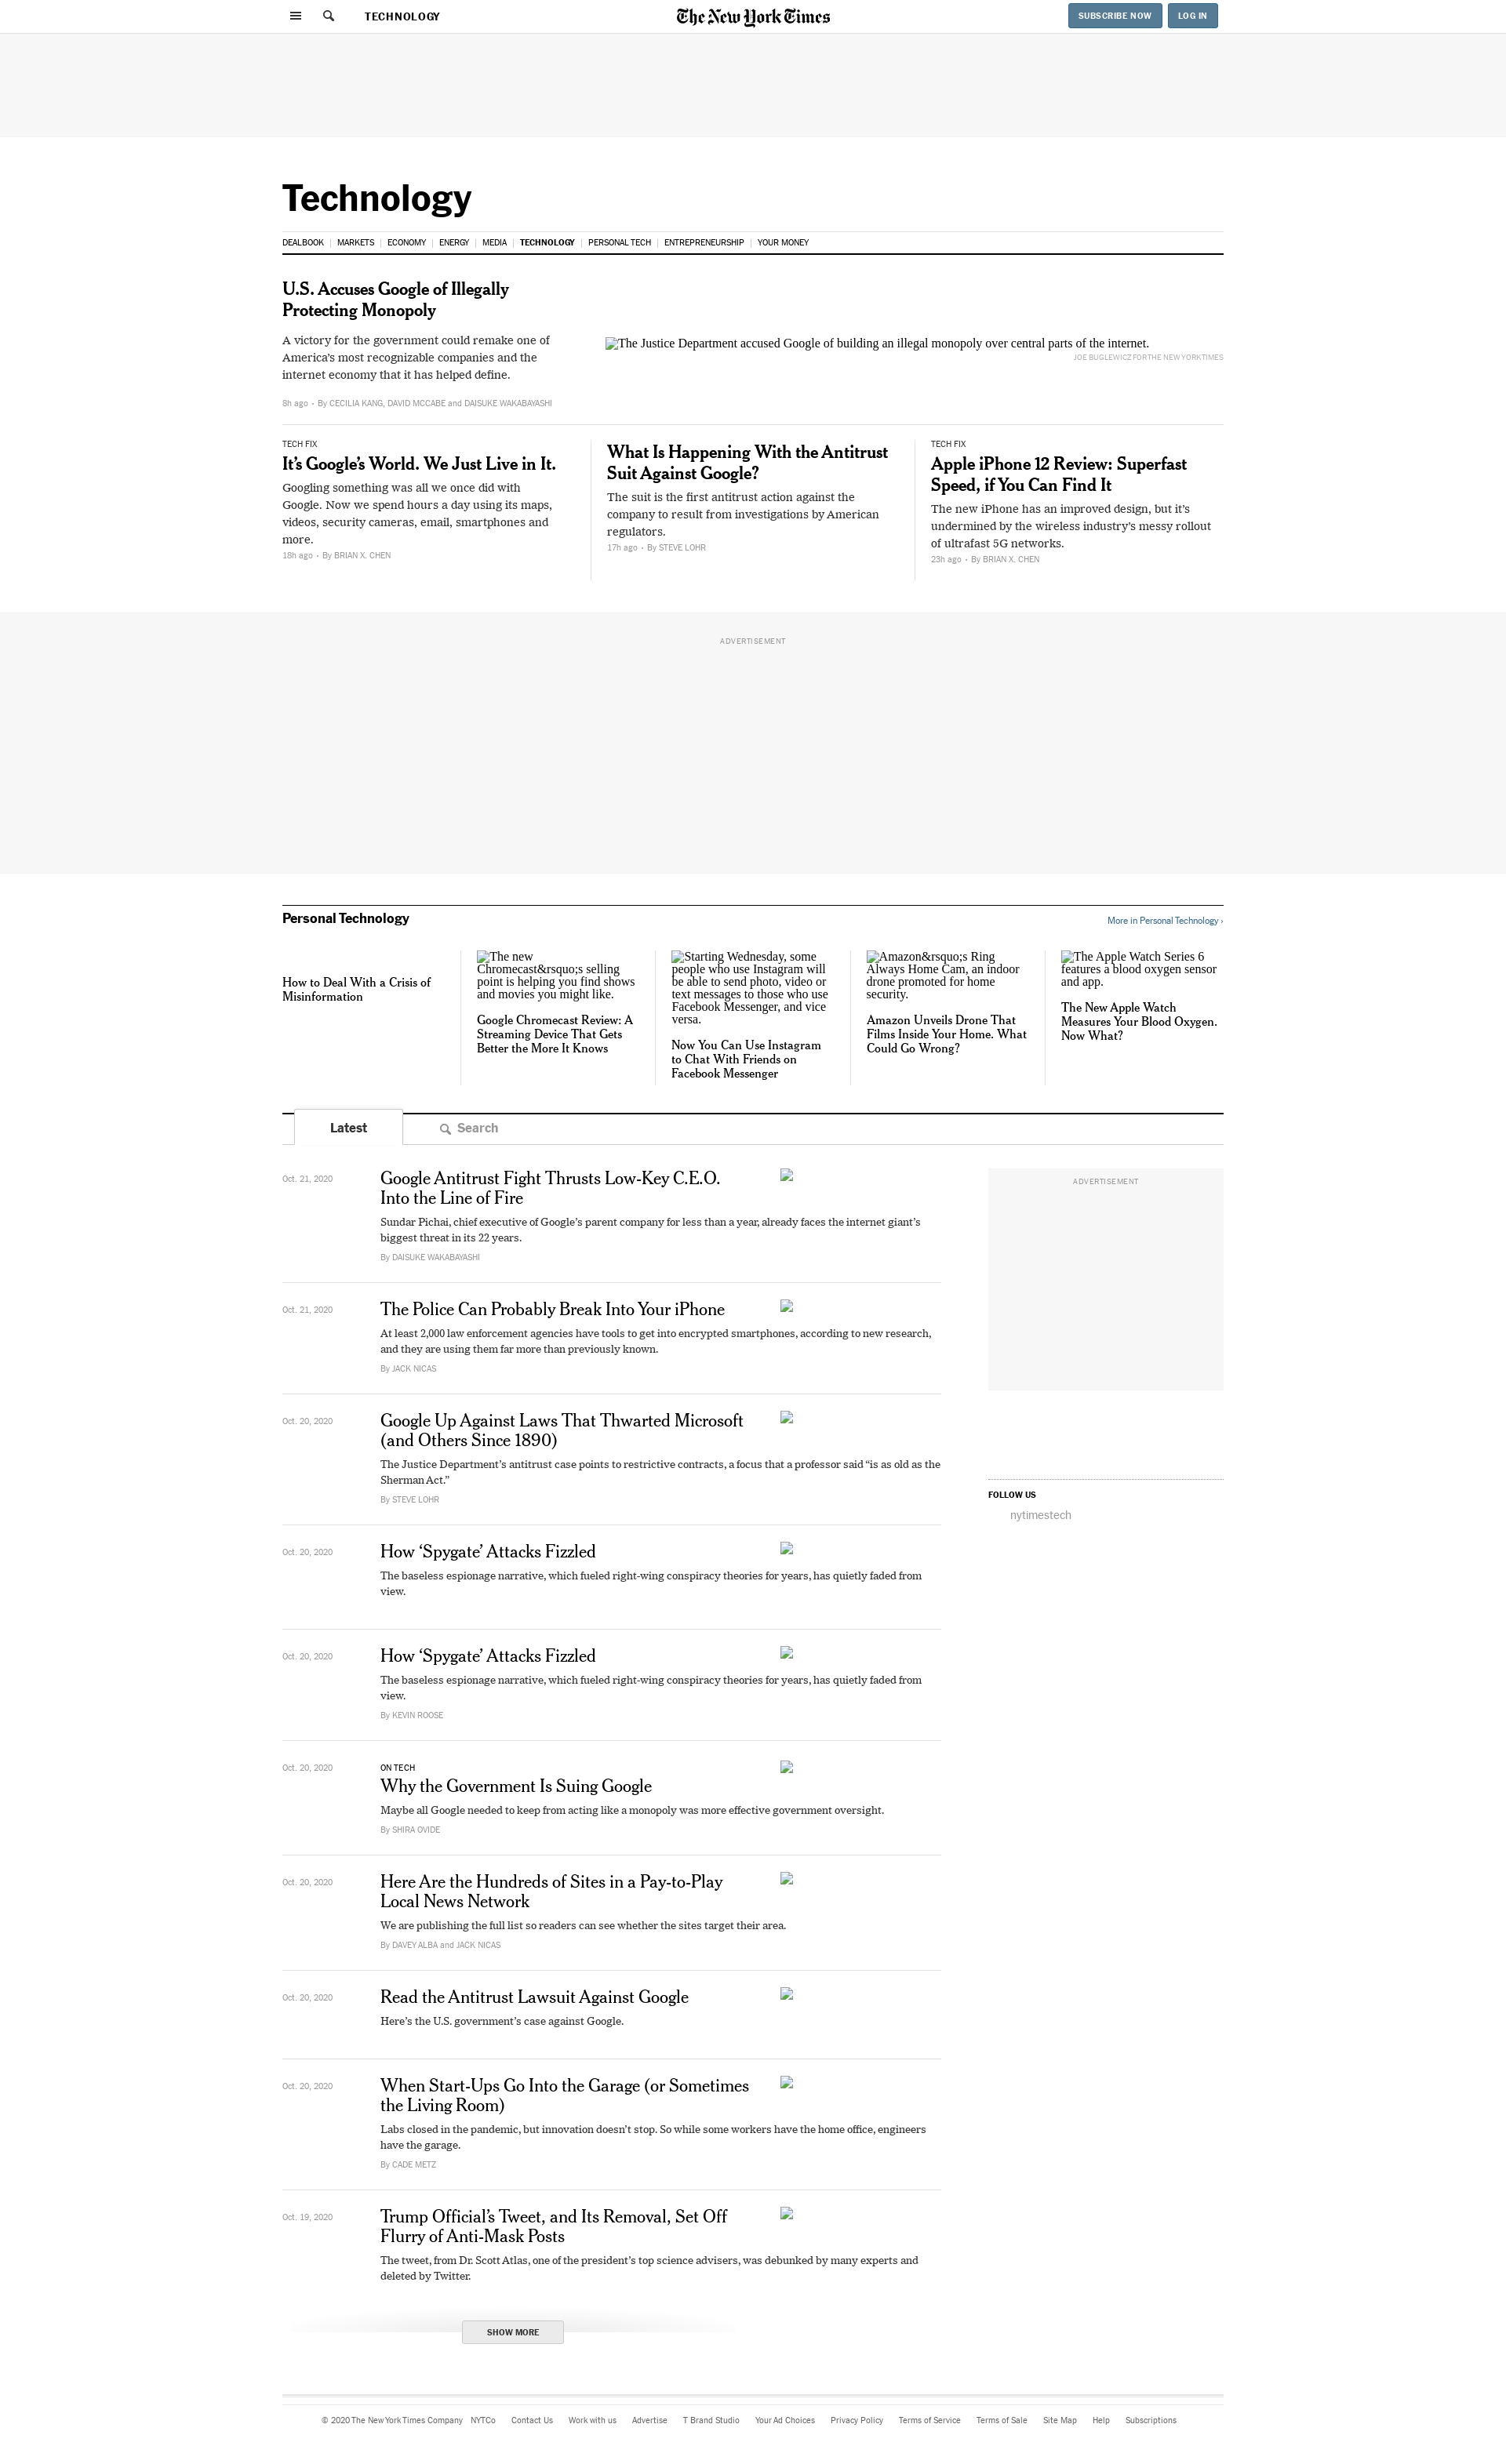 TECHNOLOGY
The New York Times
SUBSCRIBE NOW
LOG IN
Technology
DEALBOOK
MARKETS
ECONOMY
ENERGY
MEDIA
TECHNOLOGY
PERSONAL TECH
ENTREPRENEURSHIP
YOUR MONEY
U.S. Accuses Google of Illegally
Protecting Monopoly
A victory for the government could remake one of
America’s most recognizable companies and the
internet economy that it has helped define.
8h ago • By CECILIA KANG, DAVID MCCABE and DAISUKE WAKABAYASHI
The Justice Department accused Google of building an illegal monopoly over central parts of the internet.
JOE BUGLEWICZ FOR THE NEW YORK TIMES
TECH FIX
It’s Google’s World. We Just Live in It.
Googling something was all we once did with
Google. Now we spend hours a day using its maps,
videos, security cameras, email, smartphones and
more.
18h ago • By BRIAN X. CHEN
What Is Happening With the Antitrust
Suit Against Google?
The suit is the first antitrust action against the
company to result from investigations by American
regulators.
17h ago • By STEVE LOHR
TECH FIX
Apple iPhone 12 Review: Superfast
Speed, if You Can Find It
The new iPhone has an improved design, but it’s
undermined by the wireless industry’s messy rollout
of ultrafast 5G networks.
23h ago • By BRIAN X. CHEN
ADVERTISEMENT
Personal Technology
More in Personal Technology ›
How to Deal With a Crisis of
Misinformation
The new
Chromecast&rsquo;s selling
point is helping you find shows
and movies you might like.
Google Chromecast Review: A
Streaming Device That Gets
Better the More It Knows
Starting Wednesday, some
people who use Instagram will
be able to send photo, video or
text messages to those who use
Facebook Messenger, and vice
versa.
Now You Can Use Instagram
to Chat With Friends on
Facebook Messenger
Amazon&rsquo;s Ring
Always Home Cam, an indoor
drone promoted for home
security.
Amazon Unveils Drone That
Films Inside Your Home. What
Could Go Wrong?
The Apple Watch Series 6
features a blood oxygen sensor
and app.
The New Apple Watch
Measures Your Blood Oxygen.
Now What?
Latest
Search
Oct. 21, 2020
Google Antitrust Fight Thrusts Low-Key C.E.O.
Into the Line of Fire
Sundar Pichai, chief executive of Google’s parent company for less than a year, already faces the internet giant’s
biggest threat in its 22 years.
By DAISUKE WAKABAYASHI
ADVERTISEMENT
Oct. 21, 2020
The Police Can Probably Break Into Your iPhone
At least 2,000 law enforcement agencies have tools to get into encrypted smartphones, according to new research,
and they are using them far more than previously known.
By JACK NICAS
Oct. 20, 2020
Google Up Against Laws That Thwarted Microsoft
(and Others Since 1890)
The Justice Department’s antitrust case points to restrictive contracts, a focus that a professor said “is as old as the
Sherman Act.”
By STEVE LOHR
FOLLOW US
nytimestech
Oct. 20, 2020
How ‘Spygate’ Attacks Fizzled
The baseless espionage narrative, which fueled right-wing conspiracy theories for years, has quietly faded from
view.
Oct. 20, 2020
How ‘Spygate’ Attacks Fizzled
The baseless espionage narrative, which fueled right-wing conspiracy theories for years, has quietly faded from
view.
By KEVIN ROOSE
Oct. 20, 2020
ON TECH
Why the Government Is Suing Google
Maybe all Google needed to keep from acting like a monopoly was more effective government oversight.
By SHIRA OVIDE
Oct. 20, 2020
Here Are the Hundreds of Sites in a Pay-to-Play
Local News Network
We are publishing the full list so readers can see whether the sites target their area.
By DAVEY ALBA and JACK NICAS
Oct. 20, 2020
Read the Antitrust Lawsuit Against Google
Here’s the U.S. government’s case against Google.
Oct. 20, 2020
When Start-Ups Go Into the Garage (or Sometimes
the Living Room)
Labs closed in the pandemic, but innovation doesn’t stop. So while some workers have the home office, engineers
have the garage.
By CADE METZ
Oct. 19, 2020
Trump Official’s Tweet, and Its Removal, Set Off
Flurry of Anti-Mask Posts
The tweet, from Dr. Scott Atlas, one of the president’s top science advisers, was debunked by many experts and
deleted by Twitter.
SHOW MORE
© 2020 The New York Times Company
NYTCo
Contact Us
Work with us
Advertise
T Brand Studio
Your Ad Choices
Privacy Policy
Terms of Service
Terms of Sale
Site Map
Help
Subscriptions